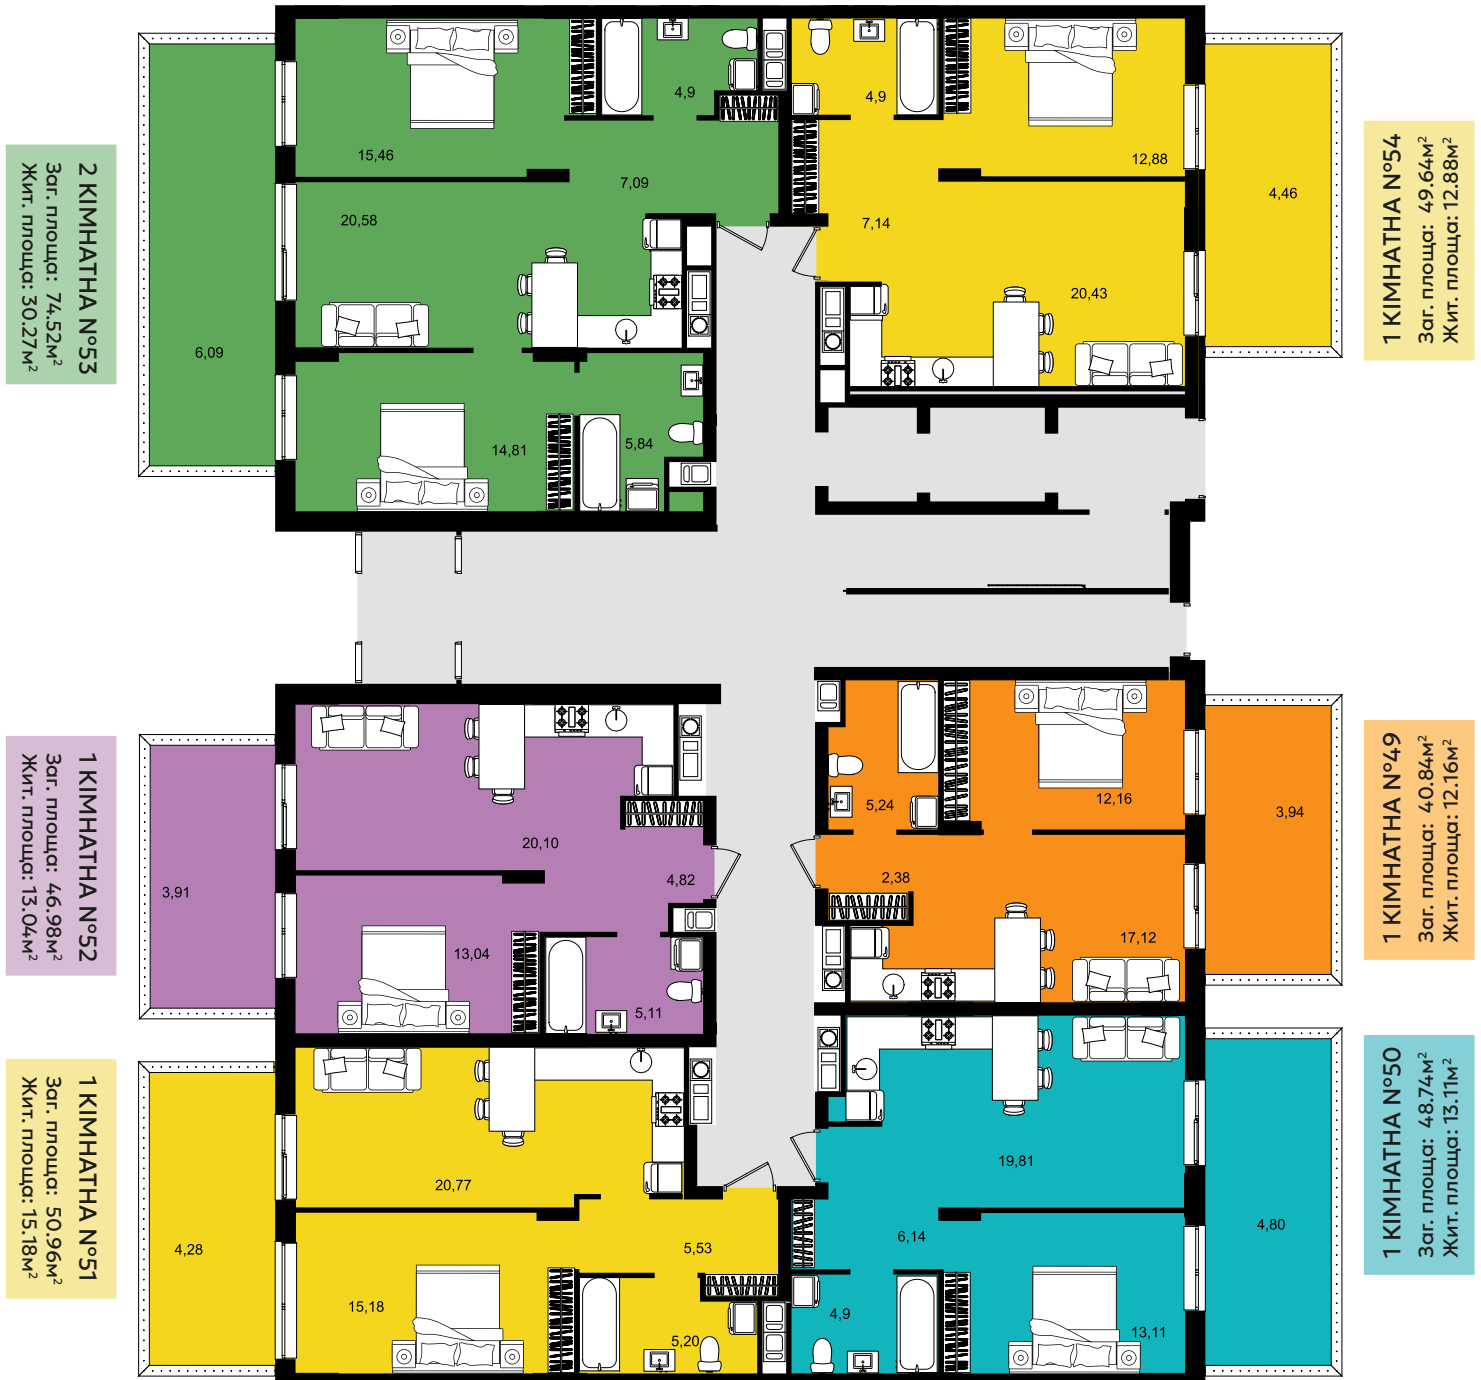 2 КІМНАТНА №53
Заг. площа: 74.52м²
Жит. площа: 30.27м²
15,46
4,9
7,09
20,58
6,09
14,81
5,84
1 КІМНАТНА №54
Заг. площа: 49.64м²
Жит. площа: 12.88м²
4,9
12,88
4,46
7,14
20,43
1 КІМНАТНА №52
Заг. площа: 46.98м²
Жит. площа: 13.04м²
20,10
4,82
3,91
13,04
5,11
1 КІМНАТНА №49
Заг. площа: 40.84м²
Жит. площа: 12.16м²
5,24
12,16
3,94
2,38
17,12
1 КІМНАТНА №51
Заг. площа: 50.96м²
Жит. площа: 15.18м²
20,77
5,53
4,28
15,18
5,20
1 КІМНАТНА №50
Заг. площа: 48.74м²
Жит. площа: 13.11м²
19,81
6,14
4,80
4,9
13,11